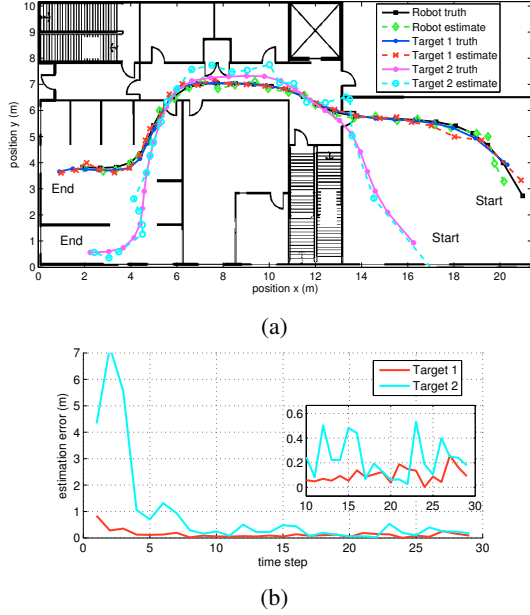 10
9
8
7
6
5
4
3
2
1
0
position y (m)
Robot truth
Robot estimate
Target 1 truth
Target 1 estimate
Target 2 truth
Target 2 estimate
End
Start
End
Start
0 2 4 6 8 10 12 14 16 18 20
position x (m)
(a)
7
6
5
4
3
2
1
0
estimation error (m)
Target 1
Target 2
0.6
0.4
0.2
0
10 15 20 25 30
0 5 10 15 20 25 30
time step
(b)